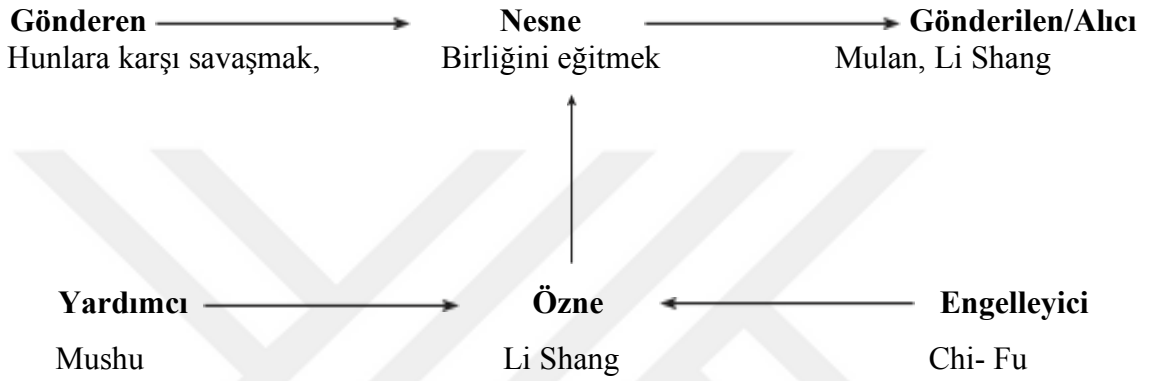 Gönderen Nesne Gönderilen/Alıcı
Hunlara karşı savaşmak, Birliğini eğitmek Mulan, Li Shang
Yardımcı Özne Engelleyici
Mushu Li Shang Chi- Fu